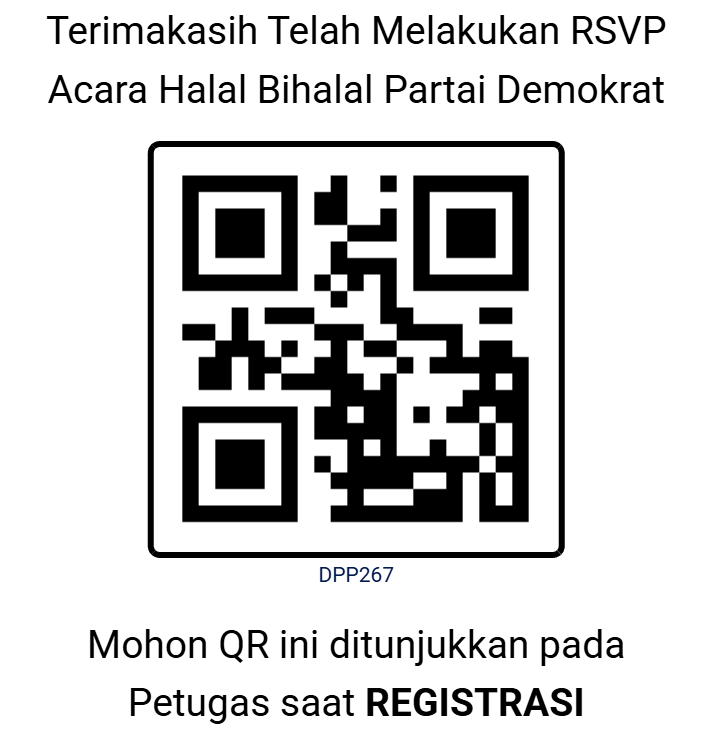 Terimakasih Telah Melakukan RSVP
Acara Halal Bihalal Partai Demokrat
DPP267
Mohon QR ini ditunjukkan pada
Petugas saat REGISTRASI